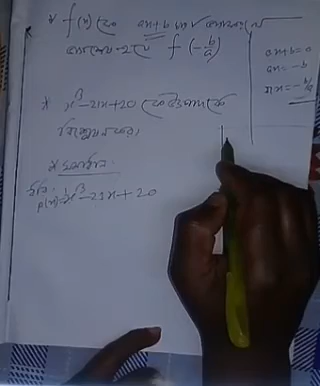 * f(x) কে ax+b দ্বারা ভাগ করলে
ভাগশেষ হবে f(-b/a)
ax+b=0
ax=-b
x=-b/a
* x³-21x+20 কে উৎপাদকে
বিশ্লেষণ কর।
* সমাধান:
ধরি, p(x)=x³-21x+20